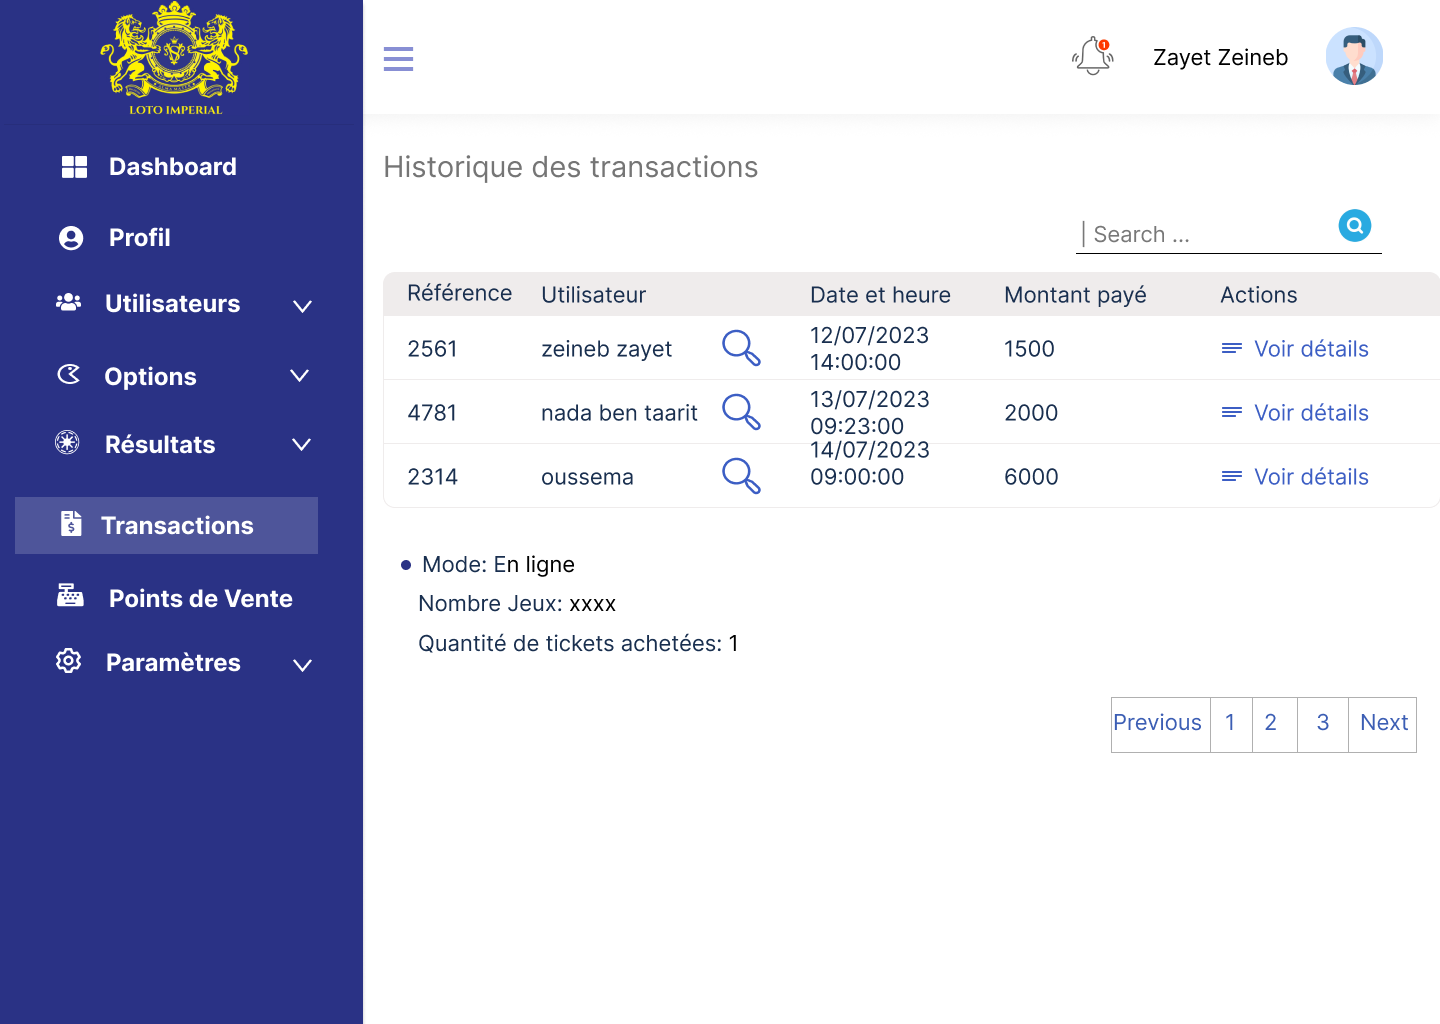 LOTO IMPERIAL
1
Zayet Zeineb
Dashboard
Profil
Utilisateurs
Options
Résultats
Transactions
Points de Vente
Paramètres
Historique des transactions
Search ...
Référence Utilisateur Date et heure Montant payé Actions
2561 zeineb zayet 12/07/2023 14:00:00 1500 Voir détails
4781 nada ben taarit 13/07/2023 09:23:00 2000 Voir détails
2314 oussema 14/07/2023 09:00:00 6000 Voir détails
Mode: En ligne
Nombre Jeux: xxxx
Quantité de tickets achetées: 1
Previous 1 2 3 Next